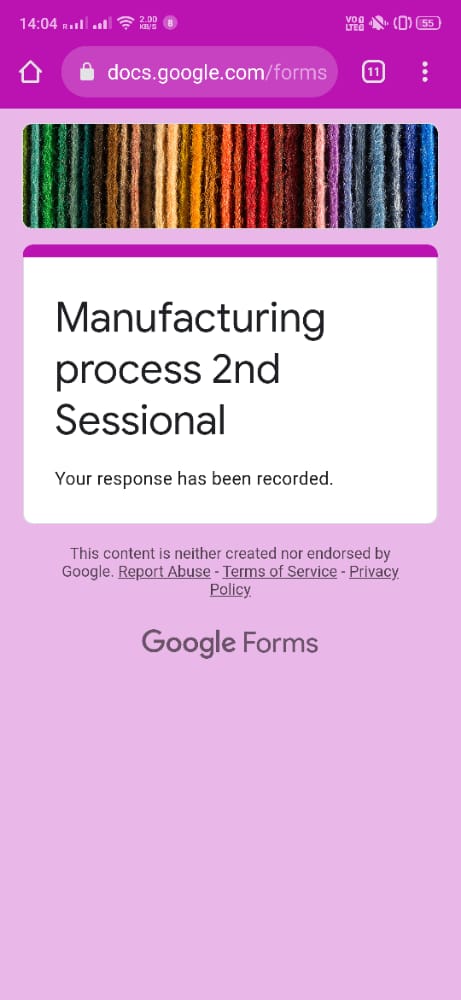 14:04 R 2.00 KB/S 8 VO LTE 55
docs.google.com/forms 11
Manufacturing
process 2nd
Sessional
Your response has been recorded.
This content is neither created nor endorsed by
Google. Report Abuse - Terms of Service - Privacy
Policy
Google Forms